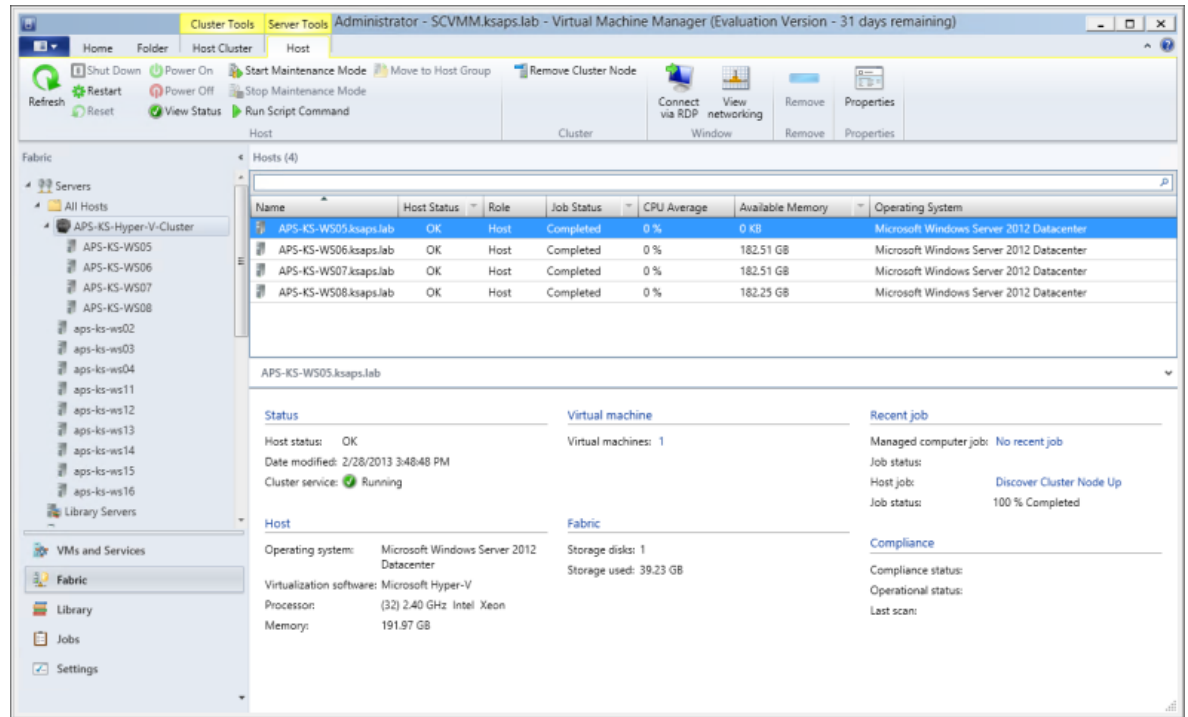 Cluster Tools Server Tools Administrator - SCVMM.ksaps.lab - Virtual Machine Manager (Evaluation Version - 31 days remaining)
Home Folder Host Cluster Host
Refresh
Shut Down Power On Start Maintenance Mode Move to Host Group Remove Cluster Node
Restart Power Off Stop Maintenance Mode
Reset View Status Run Script Command
Connect via RDP
View networking
Remove
Properties
Host Cluster Window Remove Properties
Fabric
Servers
All Hosts
APS-KS-Hyper-V-Cluster
APS-KS-WS05
APS-KS-WS06
APS-KS-WS07
APS-KS-WS08
aps-ks-ws02
aps-ks-ws03
aps-ks-ws04
aps-ks-ws11
aps-ks-ws12
aps-ks-ws13
aps-ks-ws14
aps-ks-ws15
aps-ks-ws16
Library Servers
VMs and Services
Fabric
Library
Jobs
Settings
Hosts (4)
Name Host Status Role Job Status CPU Average Available Memory Operating System
APS-KS-WS05.ksaps.lab OK Host Completed 0 % 0 KB Microsoft Windows Server 2012 Datacenter
APS-KS-WS06.ksaps.lab OK Host Completed 0 % 182.51 GB Microsoft Windows Server 2012 Datacenter
APS-KS-WS07.ksaps.lab OK Host Completed 0 % 182.51 GB Microsoft Windows Server 2012 Datacenter
APS-KS-WS08.ksaps.lab OK Host Completed 0 % 182.25 GB Microsoft Windows Server 2012 Datacenter
APS-KS-WS05.ksaps.lab
Status
Host status: OK
Date modified: 2/28/2013 3:48:48 PM
Cluster service: Running
Virtual machine
Virtual machines: 1
Recent job
Managed computer job: No recent job
Job status:
Host job: Discover Cluster Node Up
Job status: 100 % Completed
Host
Operating system: Microsoft Windows Server 2012
Datacenter
Virtualization software: Microsoft Hyper-V
Processor: (32) 2.40 GHz Intel Xeon
Memory: 191.97 GB
Fabric
Storage disks: 1
Storage used: 39.23 GB
Compliance
Compliance status:
Operational status:
Last scan: